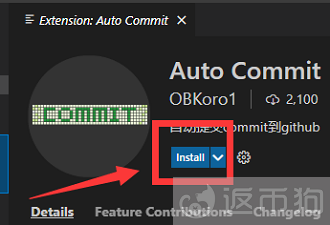 Extension: Auto Commit
COMMIT
Auto Commit
OBKoro1 | 2,100
自动提交commit到github
Install
Details Feature Contributions Changelog
返币狗